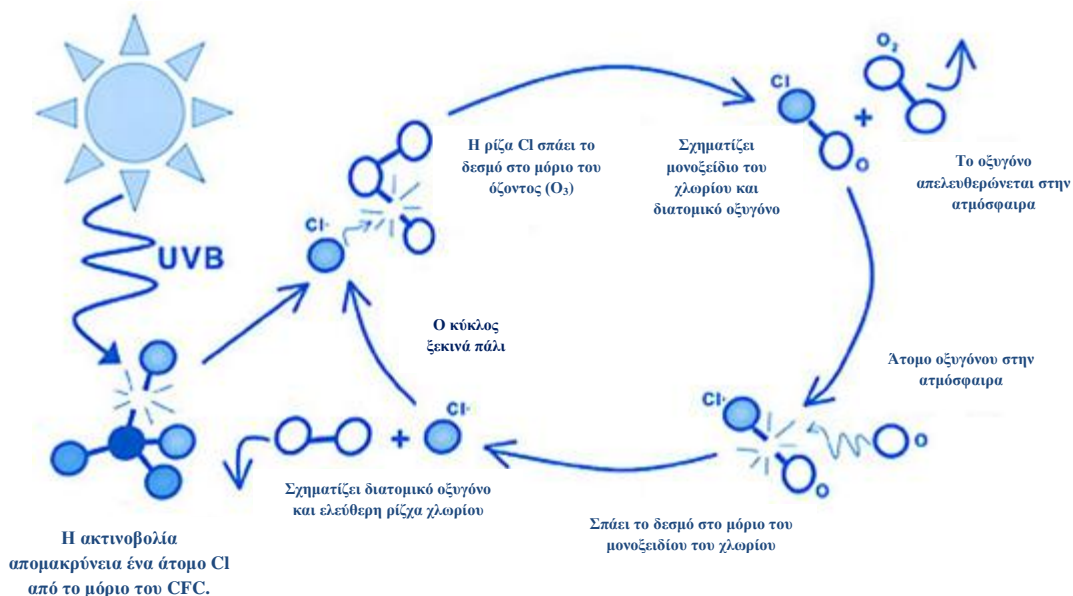 UVB
Η ακτινοβολία
απομακρύνεια ένα άτομο Cl
από το μόριο του CFC.
Cl·
Η ρίζα Cl σπάει το
δεσμό στο μόριο του
όζοντος (O₃)
Σχηματίζει
μονοξείδιο του
χλωρίου και
διατομικό οξυγόνο
Cl
O
+
O₂
Το οξυγόνο
απελευθερώνεται στην
ατμόσφαιρα
Άτομο οξυγόνου στην
ατμόσφαιρα
Cl·
O
O
Σπάει το δεσμό στο μόριο του
μονοξειδίου του χλωρίου
+
Cl·
Σχηματίζει διατομικό οξυγόνο
και ελεύθερη ρίζχα χλωρίου
Ο κύκλος
ξεκινά πάλι